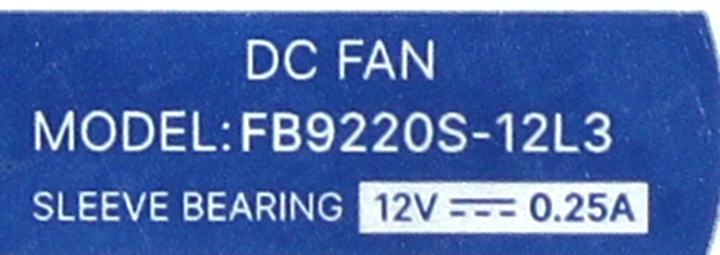 DC FAN
MODEL:FB9220S-12L3
SLEEVE BEARING 12V ⎓ 0.25A